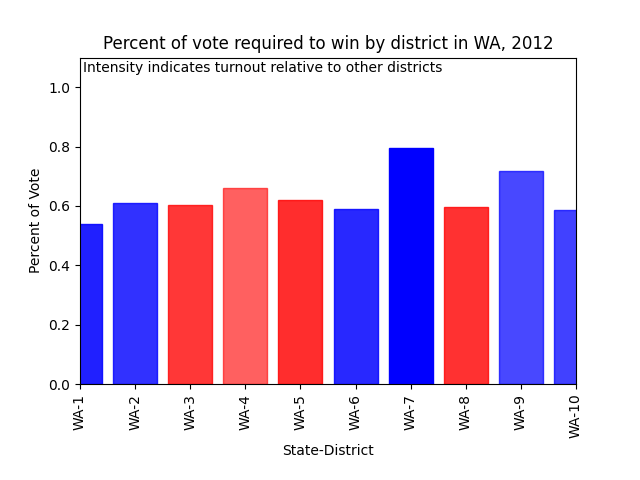 Percent of vote required to win by district in WA, 2012
Intensity indicates turnout relative to other districts
1.0
0.8
0.6
0.4
0.2
0.0
Percent of Vote
WA-1
WA-2
WA-3
WA-4
WA-5
WA-6
WA-7
WA-8
WA-9
WA-10
State-District